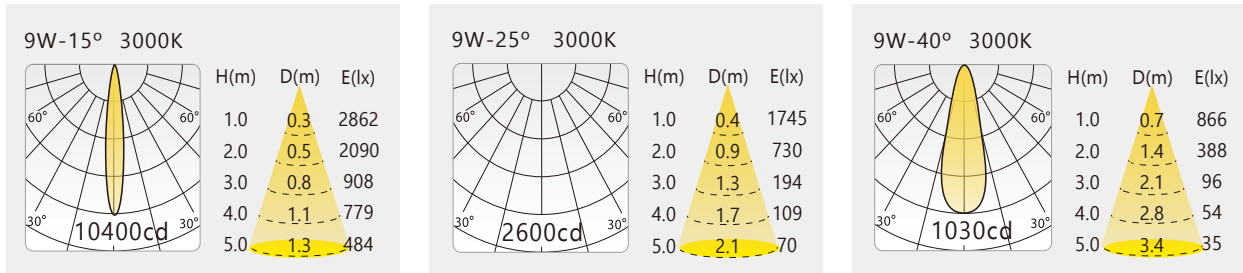 9W-15º 3000K
H(m) D(m) E(lx)
60° 60°
1.0 0.3 2862
2.0 0.5 2090
3.0 0.8 908
4.0 1.1 779
30° 30°
10400cd
5.0 1.3 484
9W-25º 3000K
H(m) D(m) E(lx)
60° 60°
1.0 0.4 1745
2.0 0.9 730
3.0 1.3 194
4.0 1.7 109
30° 30°
2600cd
5.0 2.1 70
9W-40º 3000K
H(m) D(m) E(lx)
60° 60°
1.0 0.7 866
2.0 1.4 388
3.0 2.1 96
4.0 2.8 54
30° 30°
1030cd
5.0 3.4 35